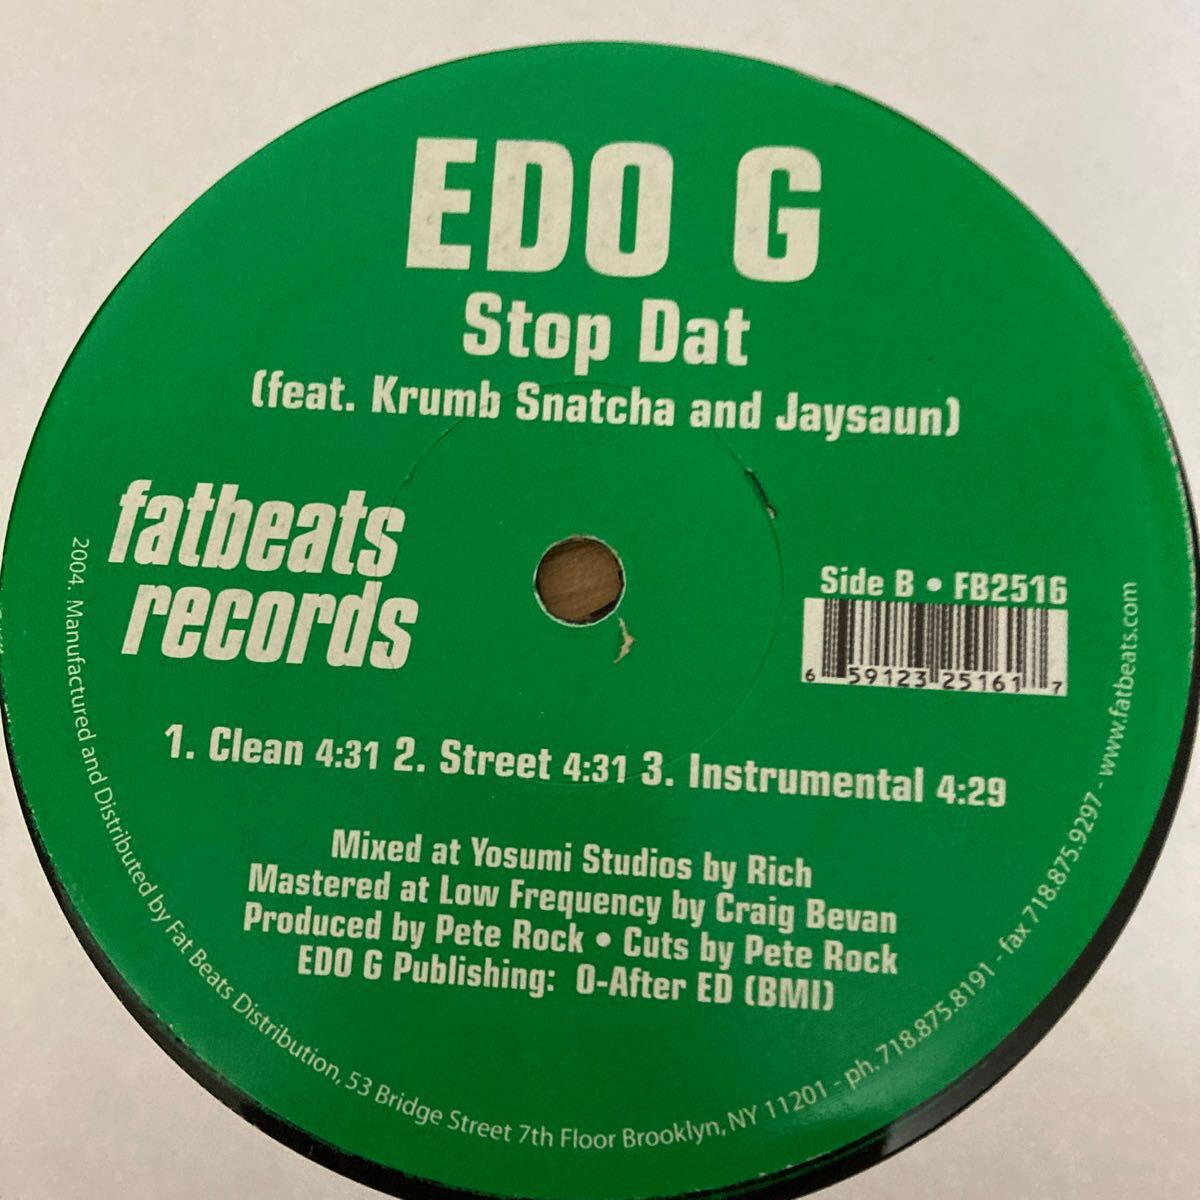 EDO G
Stop Dat
(feat. Krumb Snatcha and Jaysaun)
fatbeats
records
Side B • FB2516
6 59123 25161 7
1. Clean 4:31 2. Street 4:31 3. Instrumental 4:29
Mixed at Yosumi Studios by Rich
Mastered at Low Frequency by Craig Bevan
Produced by Pete Rock • Cuts by Pete Rock
EDO G Publishing: O-After ED (BMI)
2004. Manufactured and Distributed by Fat Beats Distribution, 53 Bridge Street 7th Floor Brooklyn, NY 11201 - ph. 718.875.8191 - fax 718.875.9297 - www.fatbeats.com